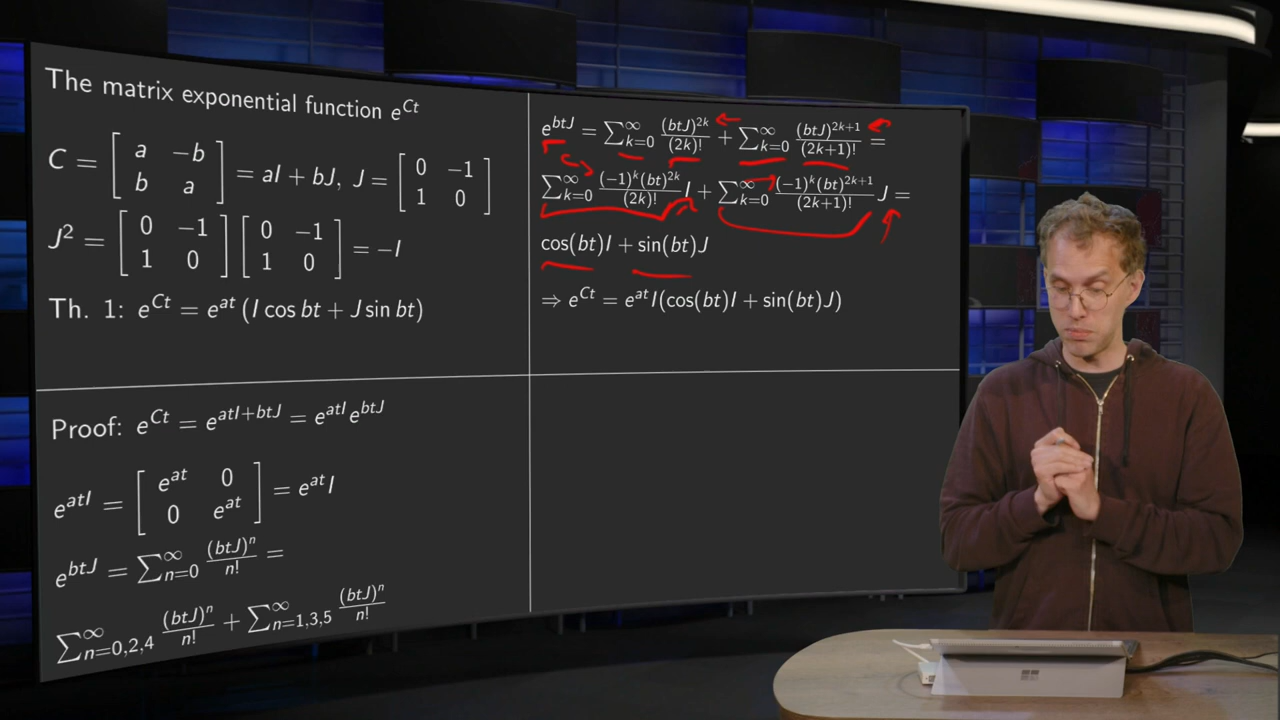 The matrix exponential function e^{Ct}
C = [ a −b ; b a ] = aI + bJ, J = [ 0 −1 ; 1 0 ]
J² = [ 0 −1 ; 1 0 ] [ 0 −1 ; 1 0 ] = −I
Th. 1: e^{Ct} = e^{at} (I cos bt + J sin bt)
Proof: e^{Ct} = e^{atI+btJ} = e^{atI} e^{btJ}
e^{atI} = [ e^{at} 0 ; 0 e^{at} ] = e^{at} I
e^{btJ} = ∑_{n=0}^{∞} (btJ)^n / n! =
∑_{n=0,2,4}^{∞} (btJ)^n / n! + ∑_{n=1,3,5}^{∞} (btJ)^n / n!
e^{btJ} = ∑_{k=0}^{∞} (btJ)^{2k} / (2k)! + ∑_{k=0}^{∞} (btJ)^{2k+1} / (2k+1)! =
∑_{k=0}^{∞} (−1)^k (bt)^{2k} / (2k)! I + ∑_{k=0}^{∞} (−1)^k (bt)^{2k+1} / (2k+1)! J =
cos(bt)I + sin(bt)J
⇒ e^{Ct} = e^{at} I(cos(bt)I + sin(bt)J)